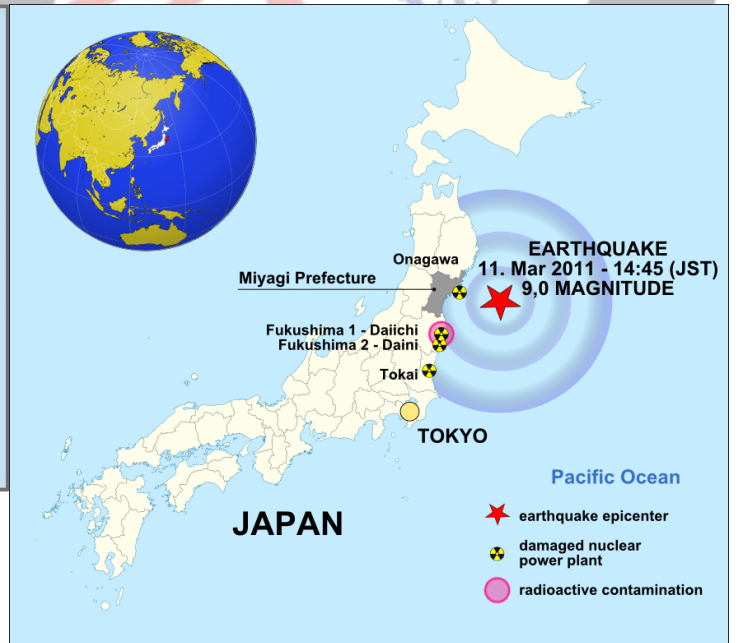 EARTHQUAKE
11. Mar 2011 - 14:45 (JST)
9,0 MAGNITUDE
Onagawa
Miyagi Prefecture
Fukushima 1 - Daiichi
Fukushima 2 - Daini
Tokai
TOKYO
JAPAN
Pacific Ocean
earthquake epicenter
damaged nuclear
power plant
radioactive contamination